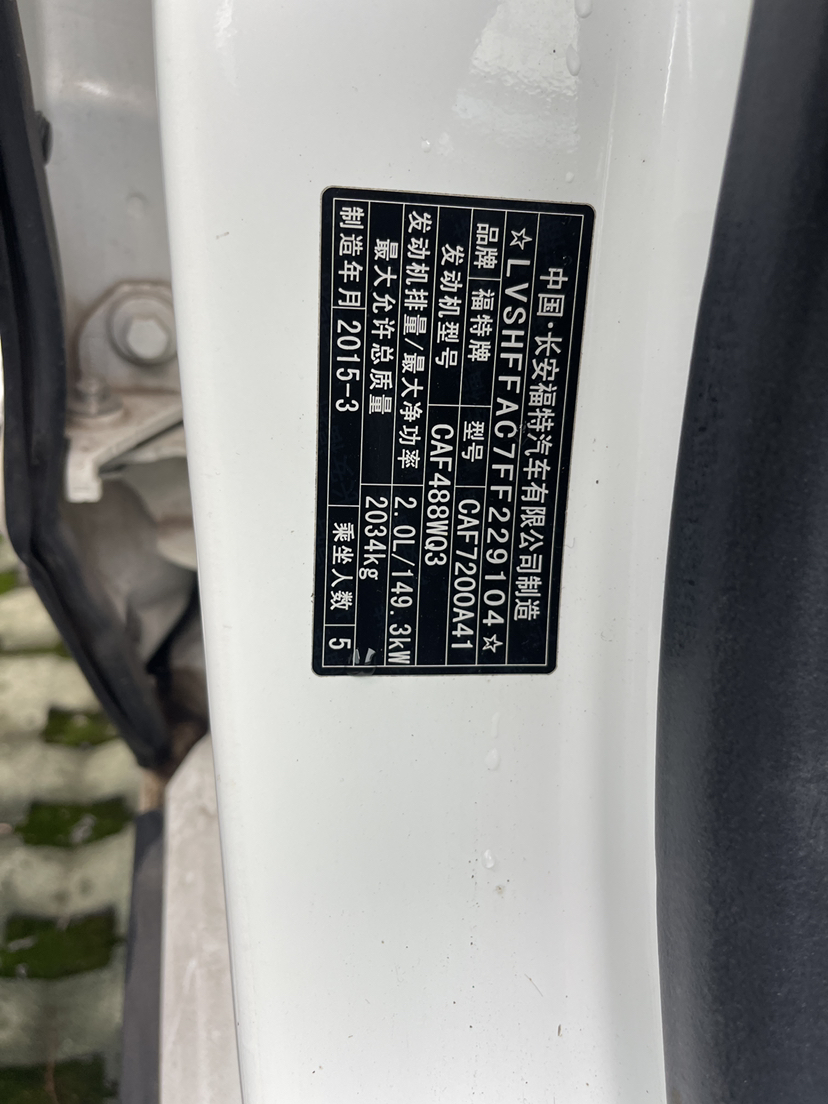 中国·长安福特汽车有限公司制造
☆LVSHFFAC7FF229104☆
品牌 福特牌 型号 CAF7200A41
发动机型号 CAF488WQ3
发动机排量/最大净功率 2.0L/149.3kW
最大允许总质量 2034kg
制造年月 2015-3 乘坐人数 5